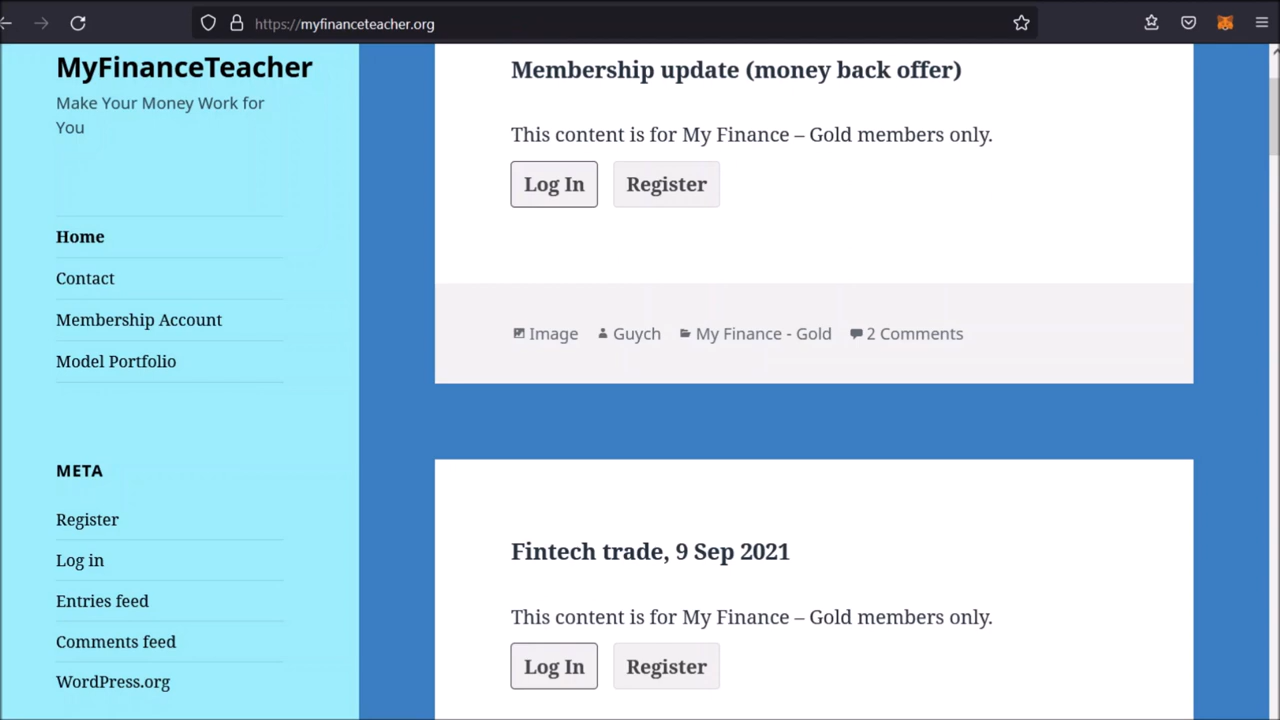 https://myfinanceteacher.org
MyFinanceTeacher
Make Your Money Work for
You
Home
Contact
Membership Account
Model Portfolio
META
Register
Log in
Entries feed
Comments feed
WordPress.org
Membership update (money back offer)
This content is for My Finance – Gold members only.
Log In Register
Image Guych My Finance - Gold 2 Comments
Fintech trade, 9 Sep 2021
This content is for My Finance – Gold members only.
Log In Register